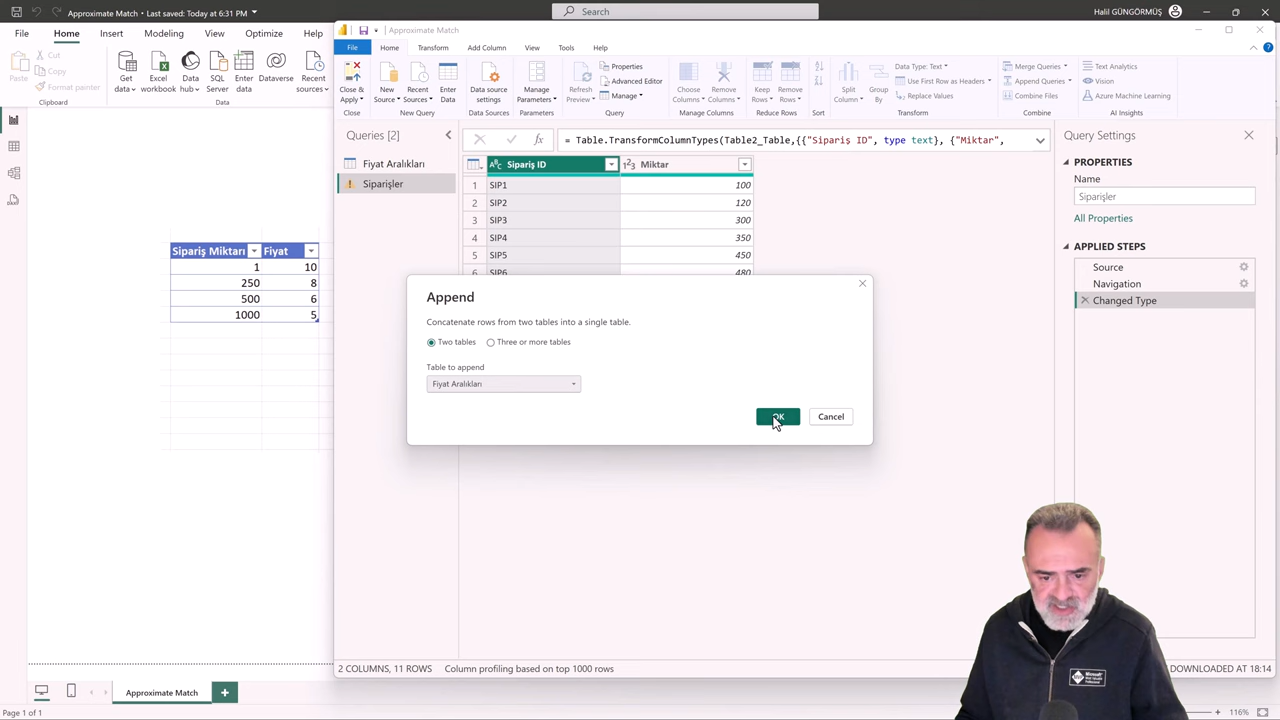 Approximate Match • Last saved: Today at 6:31 PM
Search
Halil GÜNGÖRMÜŞ
File Home Insert Modeling View Optimize Help
Cut
Copy
Format painter
Paste
Clipboard
Get data
Excel workbook
Data hub
SQL Server
Enter data
Dataverse
Recent sources
Data
Approximate Match
File Home Transform Add Column View Tools Help
Close & Apply
Close
New Source
Recent Sources
Enter Data
New Query
Data source settings
Data Sources
Manage Parameters
Parameters
Refresh Preview
Properties
Advanced Editor
Manage
Query
Choose Columns
Remove Columns
Manage Columns
Keep Rows
Remove Rows
Reduce Rows
Sort
Split Column
Group By
Data Type: Text
Use First Row as Headers
Replace Values
Transform
Merge Queries
Append Queries
Combine Files
Combine
Text Analytics
Vision
Azure Machine Learning
AI Insights
Queries [2]
Fiyat Aralıkları
Siparişler
fx
= Table.TransformColumnTypes(Table2_Table,{{"Sipariş ID", type text}, {"Miktar",
Sipariş ID Miktar
1 SIP1 100
2 SIP2 120
3 SIP3 300
4 SIP4 350
5 SIP5 450
SIP6 480
Sipariş Miktarı Fiyat
1 10
250 8
500 6
1000 5
Append
Concatenate rows from two tables into a single table.
Two tables Three or more tables
Table to append
Fiyat Aralıkları
OK Cancel
Query Settings
PROPERTIES
Name
Siparişler
All Properties
APPLIED STEPS
Source
Navigation
Changed Type
2 COLUMNS, 11 ROWS Column profiling based on top 1000 rows
DOWNLOADED AT 18:14
Approximate Match
Page 1 of 1
116%